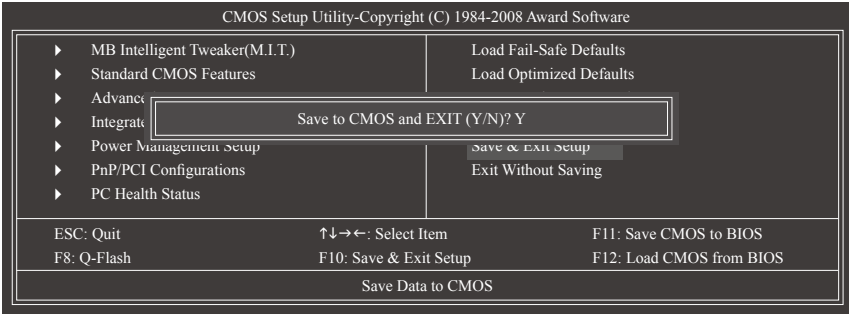 CMOS Setup Utility-Copyright (C) 1984-2008 Award Software
MB Intelligent Tweaker(M.I.T.)
Load Fail-Safe Defaults
Standard CMOS Features
Load Optimized Defaults
Advance
Integrate
Save to CMOS and EXIT (Y/N)? Y
Power Management Setup
Save & Exit Setup
PnP/PCI Configurations
Exit Without Saving
PC Health Status
ESC: Quit
↑↓→←: Select Item
F11: Save CMOS to BIOS
F8: Q-Flash
F10: Save & Exit Setup
F12: Load CMOS from BIOS
Save Data to CMOS